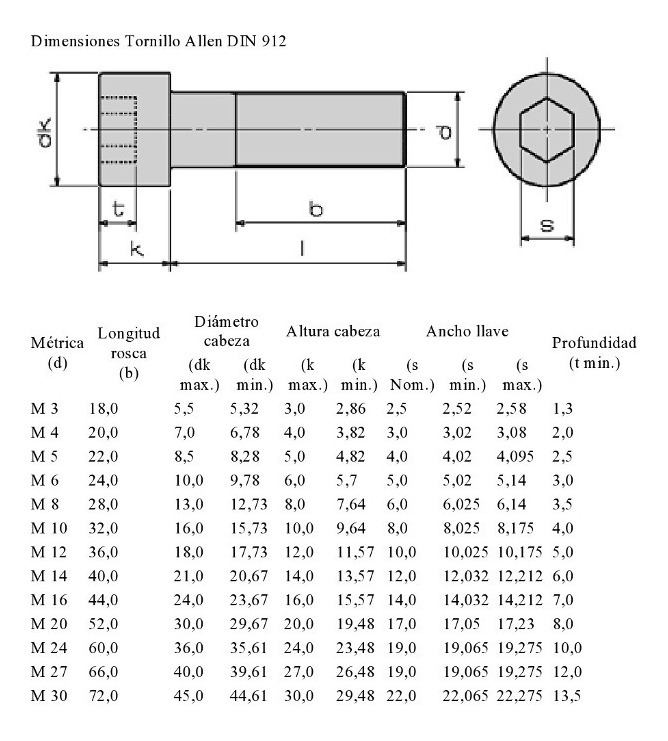 Dimensiones Tornillo Allen DIN 912
dk
d
t
b
s
k
l
Métrica (d) Longitud rosca (b) Diámetro cabeza Altura cabeza Ancho llave Profundidad (t min.)
(dk max.) (dk min.) (k max.) (k min.) (s Nom.) (s min.) (s max.)
M 3 18,0 5,5 5,32 3,0 2,86 2,5 2,52 2,58 1,3
M 4 20,0 7,0 6,78 4,0 3,82 3,0 3,02 3,08 2,0
M 5 22,0 8,5 8,28 5,0 4,82 4,0 4,02 4,095 2,5
M 6 24,0 10,0 9,78 6,0 5,7 5,0 5,02 5,14 3,0
M 8 28,0 13,0 12,73 8,0 7,64 6,0 6,025 6,14 3,5
M 10 32,0 16,0 15,73 10,0 9,64 8,0 8,025 8,175 4,0
M 12 36,0 18,0 17,73 12,0 11,57 10,0 10,025 10,175 5,0
M 14 40,0 21,0 20,67 14,0 13,57 12,0 12,032 12,212 6,0
M 16 44,0 24,0 23,67 16,0 15,57 14,0 14,032 14,212 7,0
M 20 52,0 30,0 29,67 20,0 19,48 17,0 17,05 17,23 8,0
M 24 60,0 36,0 35,61 24,0 23,48 19,0 19,065 19,275 10,0
M 27 66,0 40,0 39,61 27,0 26,48 19,0 19,065 19,275 12,0
M 30 72,0 45,0 44,61 30,0 29,48 22,0 22,065 22,275 13,5